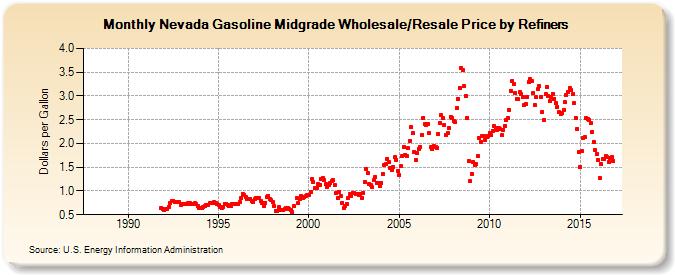 Monthly Nevada Gasoline Midgrade Wholesale/Resale Price by Refiners
Dollars per Gallon
4.0
3.5
3.0
2.5
2.0
1.5
1.0
0.5
1990 1995 2000 2005 2010 2015
Source: U.S. Energy Information Administration